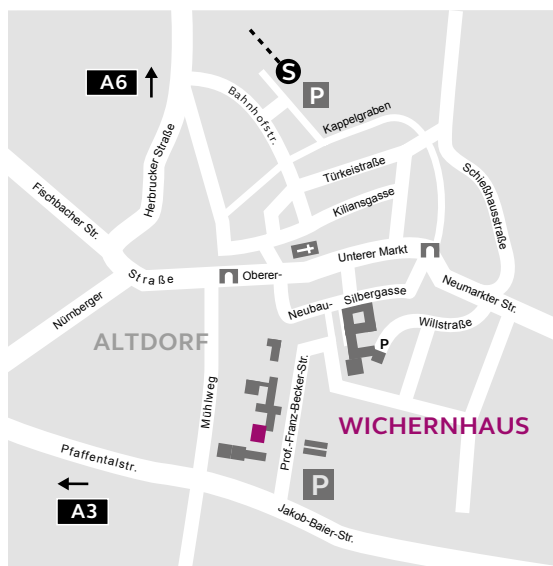 S
A6
P
Bahnhofstr.
Kappelgraben
Herbrucker Straße
Türkeistraße
Schießhausstraße
Fischbacher Str.
Kiliansgasse
Unterer Markt
Straße
Oberer-
Nürnberger
Neubau-
Silbergasse
Neumarkter Str.
Willstraße
P
ALTDORF
Mühlweg
Prof.-Franz-Becker-Str.
WICHERNHAUS
Pfaffentalstr.
P
A3
Jakob-Baier-Str.